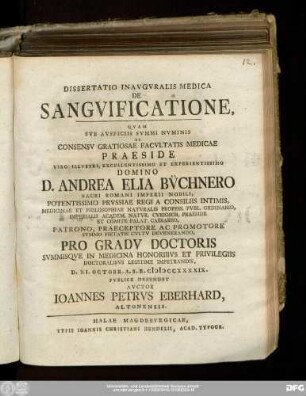 12.
DISSERTATIO INAVGVRALIS MEDICA
DE
SANGVIFICATIONE,
QVAM
SVB AVSPICIIS SVMMI NVMINIS
ET
CONSENSV GRATIOSAE FACVLTATIS MEDICAE
PRAESIDE
VIRO ILLVSTRI, EXCELLENTISSIMO ET EXPERIENTISSIMO
DOMINO
D. ANDREA ELIA BÜCHNERO
SACRI ROMANI IMPERII NOBILI,
POTENTISSIMO PRVSSIAE REGI A CONSILIIS INTIMIS,
MEDICINAE ET PHILOSOPHIAE NATVRALIS PROFESS. PVBL. ORDINARIO,
IMPERIALIS ACADEM. NATVR. CVRIOSOR. PRAESIDE
ET COMITE PALAT. CAESAREO,
PATRONO, PRAECEPTORE AC PROMOTORE
SVMMO PIETATIS CVLTV DEVENERANDO,
PRO GRADV DOCTORIS
SVMMISQVE IN MEDICINA HONORIBVS ET PRIVILEGIIS
DOCTORALIBVS LEGITIME IMPETRANDIS,
D. XI. OCTOBR. A. S. R. CIↃIↃCCXXXXIX.
PVBLICE DEFENDET
AVCTOR
IOANNES PETRVS EBERHARD,
ALTONENSIS.
HALAE MAGDEBVRGICAE,
TYPIS IOANNIS CHRISTIANI HENDELII, ACAD. TYPOGR.